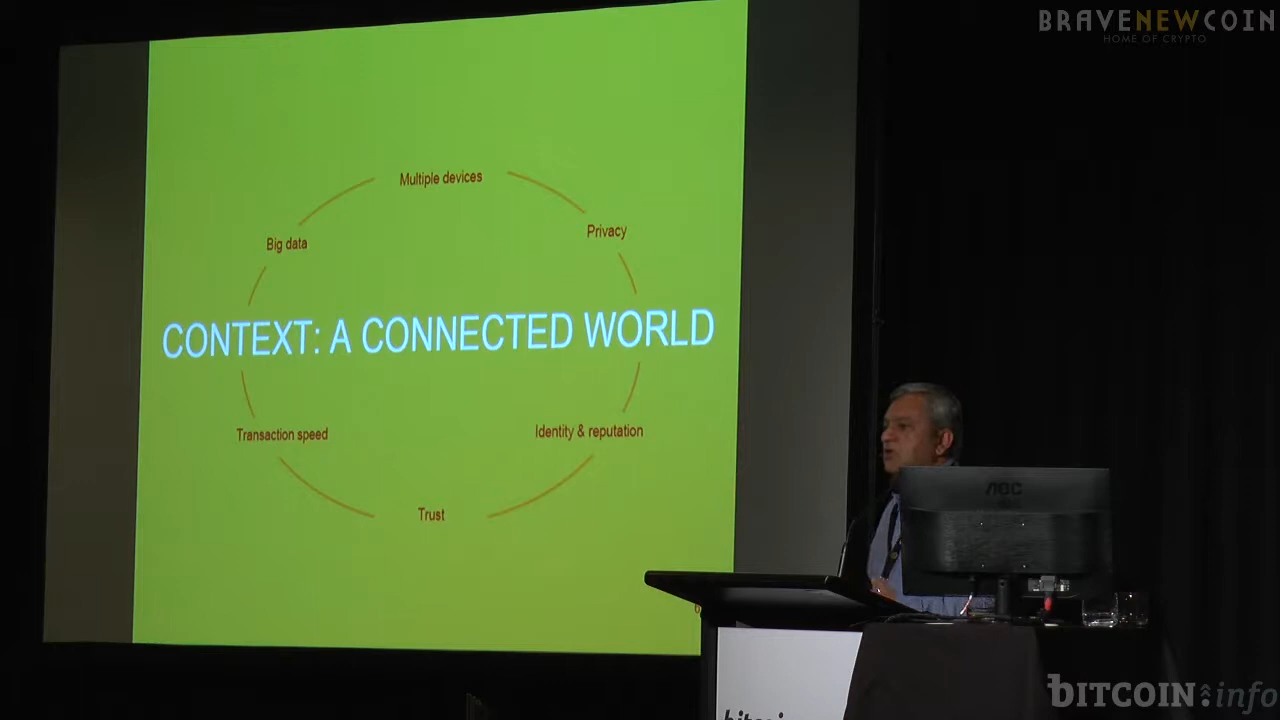 BRAVENEWCOIN
HOME OF CRYPTO
Multiple devices
Big data
Privacy
CONTEXT: A CONNECTED WORLD
Transaction speed
Identity & reputation
Trust
AOC
BITCOIN info